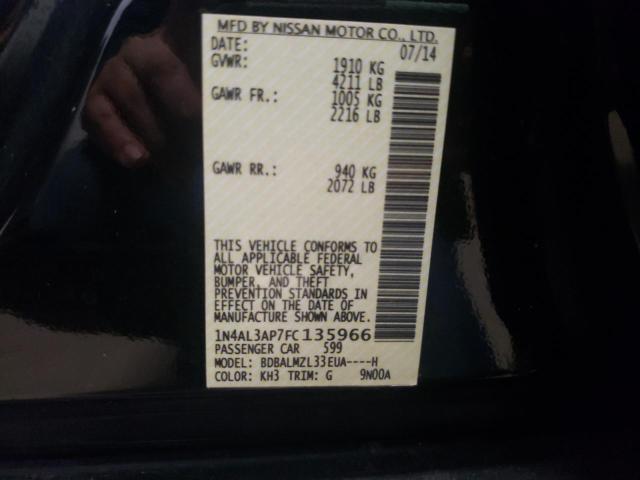 MFD BY NISSAN MOTOR CO., LTD.
DATE: 07/14
GVWR: 1910 KG
4211 LB
GAWR FR.: 1005 KG
2216 LB
GAWR RR.: 940 KG
2072 LB
THIS VEHICLE CONFORMS TO
ALL APPLICABLE FEDERAL
MOTOR VEHICLE SAFETY,
BUMPER, AND THEFT
PREVENTION STANDARDS IN
EFFECT ON THE DATE OF
MANUFACTURE SHOWN ABOVE.
1N4AL3AP7FC135966
PASSENGER CAR 599
MODEL: BDBALMZL33EUA----H
COLOR: KH3 TRIM: G 9N00A